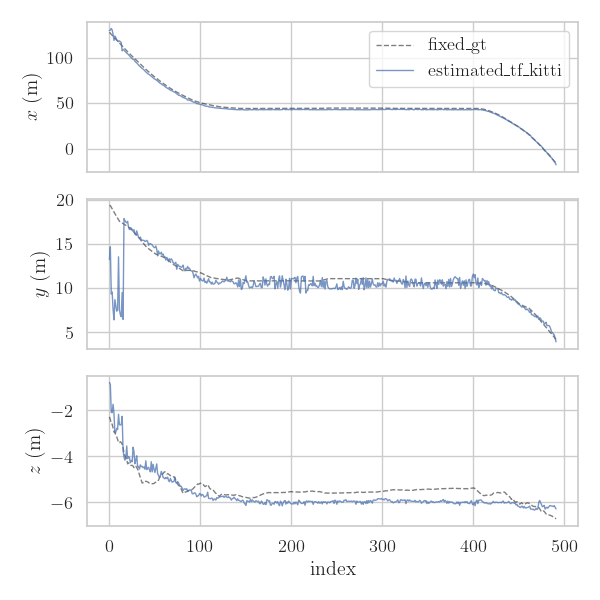 fixed_gt
estimated_tf_kitti
x (m)
100
50
0
y (m)
20
15
10
5
z (m)
−2
−4
−6
0 100 200 300 400 500
index